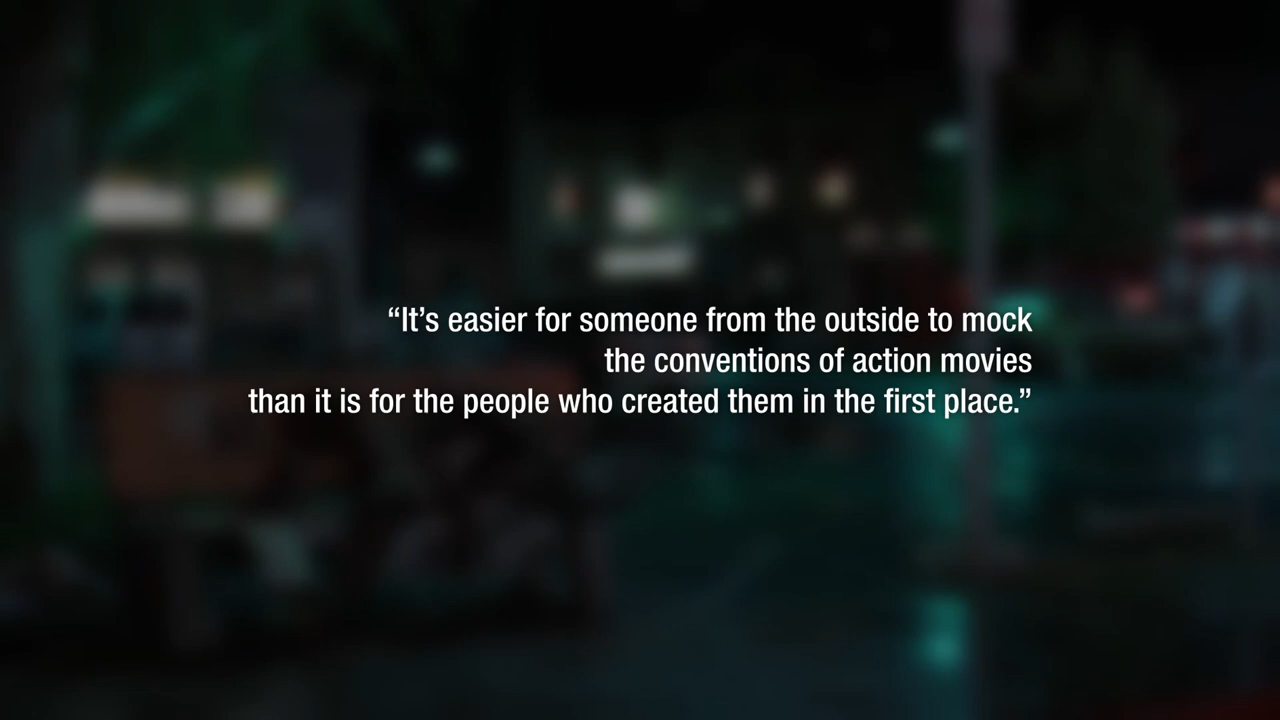 “It’s easier for someone from the outside to mock
the conventions of action movies
than it is for the people who created them in the first place.”